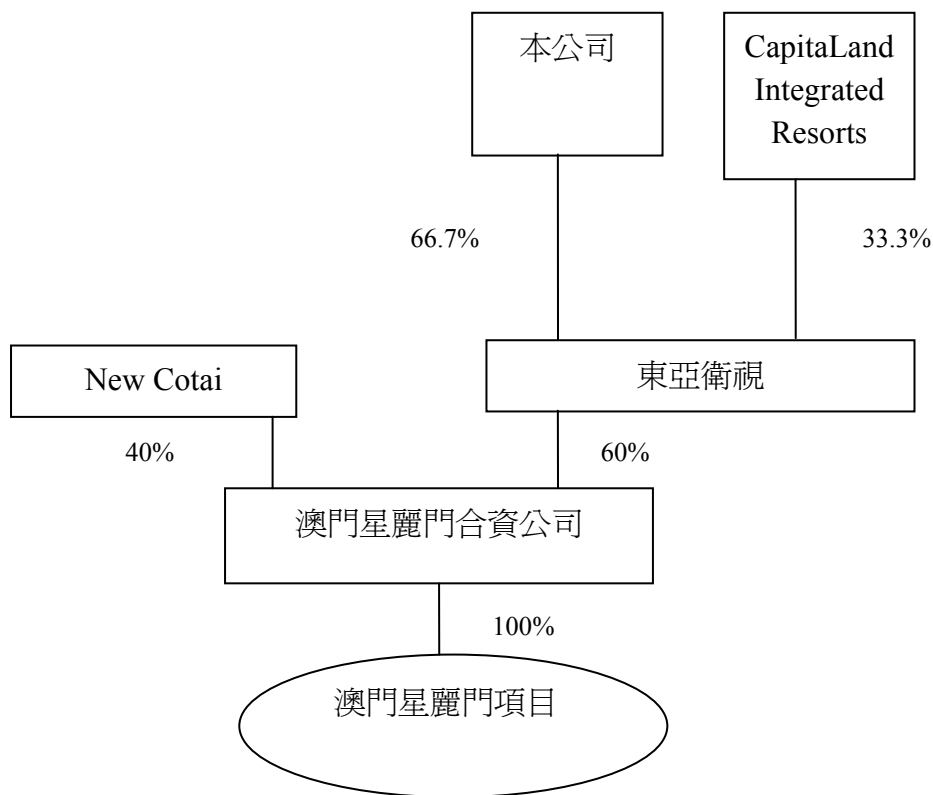 本公司
CapitaLand
Integrated
Resorts
66.7%
33.3%
New Cotai
東亞衛視
40%
60%
澳門星麗門合資公司
100%
澳門星麗門項目